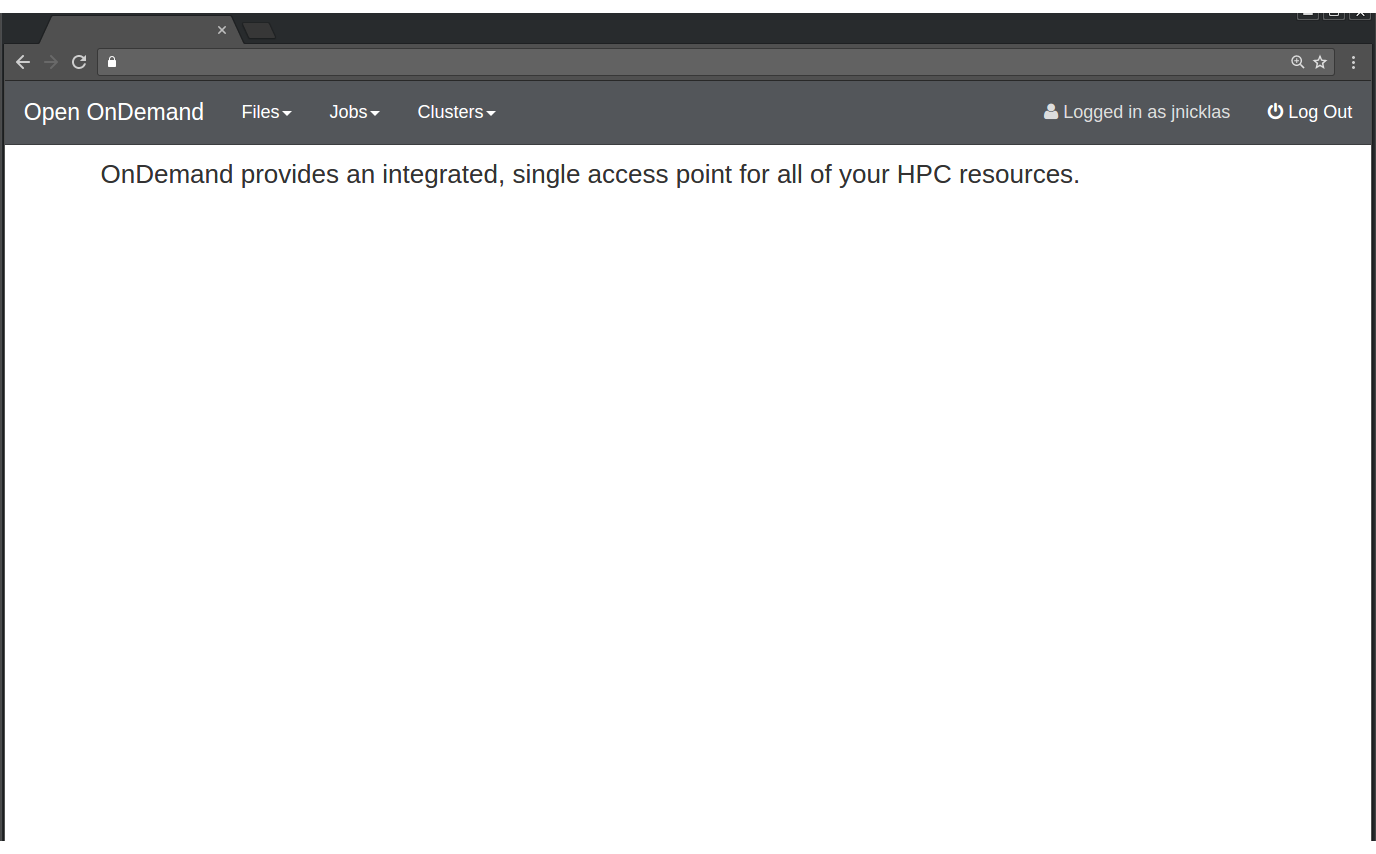 Open OnDemand Files Jobs Clusters Logged in as jnicklas Log Out
OnDemand provides an integrated, single access point for all of your HPC resources.